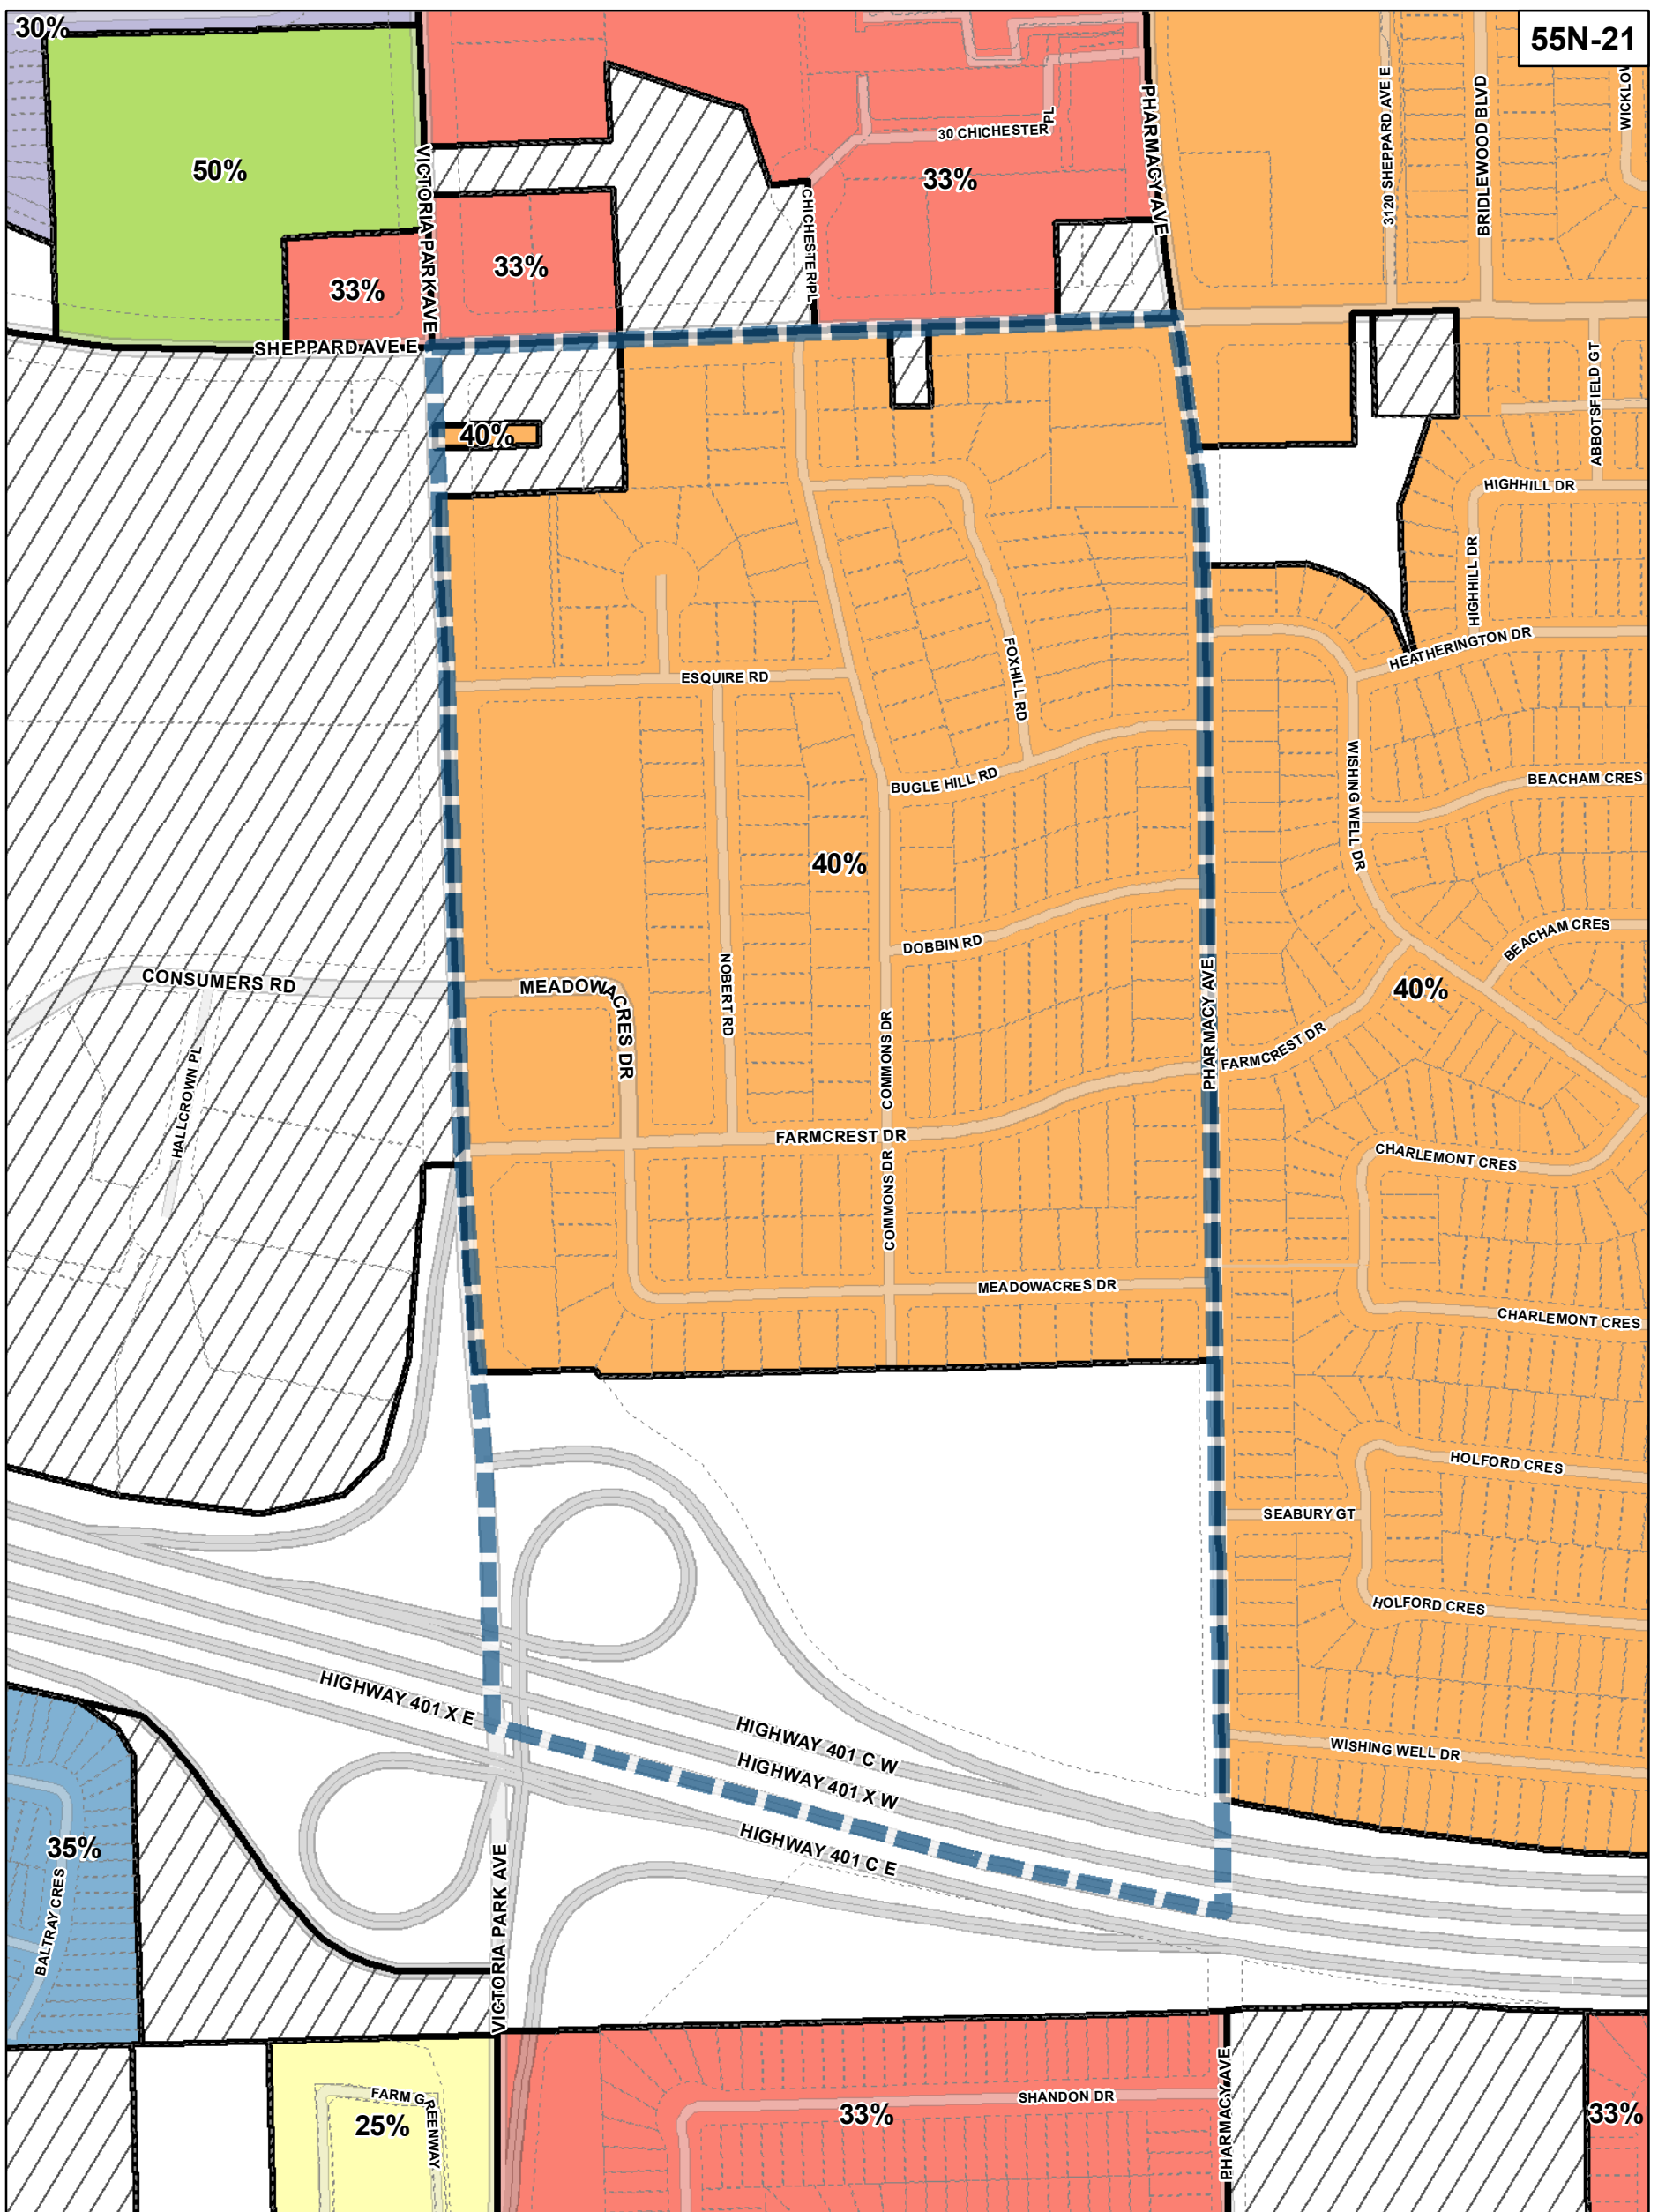 30%
55N-21
50%
VICTORIA PARK AVE
33%
33%
30 CHICHESTER PL
33%
CHICHESTER PL
PHARMACY AVE
3120 SHEPPARD AVE E
BRIDLEWOOD BLVD
SHEPPARD AVE E
40%
ABBOTSFIELD GT
HIGHHILL DR
HIGHHILL DR
HEATHERINGTON DR
ESQUIRE RD
FOXHILL RD
BUGLE HILL RD
WISHING WELL DR
BEACHAM CRES
40%
DOBBIN RD
BEACHAM CRES
CONSUMERS RD
MEADOWACRES DR
NOBERT RD
COMMONS DR
PHARMACY AVE
40%
FARMCREST DR
HALLCROWN PL
FARMCREST DR
COMMONS DR
CHARLEMONT CRES
MEADOWACRES DR
CHARLEMONT CRES
HOLFORD CRES
SEABURY GT
HOLFORD CRES
HIGHWAY 401 X E
HIGHWAY 401 C W
HIGHWAY 401 X W
HIGHWAY 401 C E
WISHING WELL DR
35%
BALTRAY CRES
VICTORIA PARK AVE
FARM GREENWAY
25%
33%
SHANDON DR
PHARMACY AVE
33%